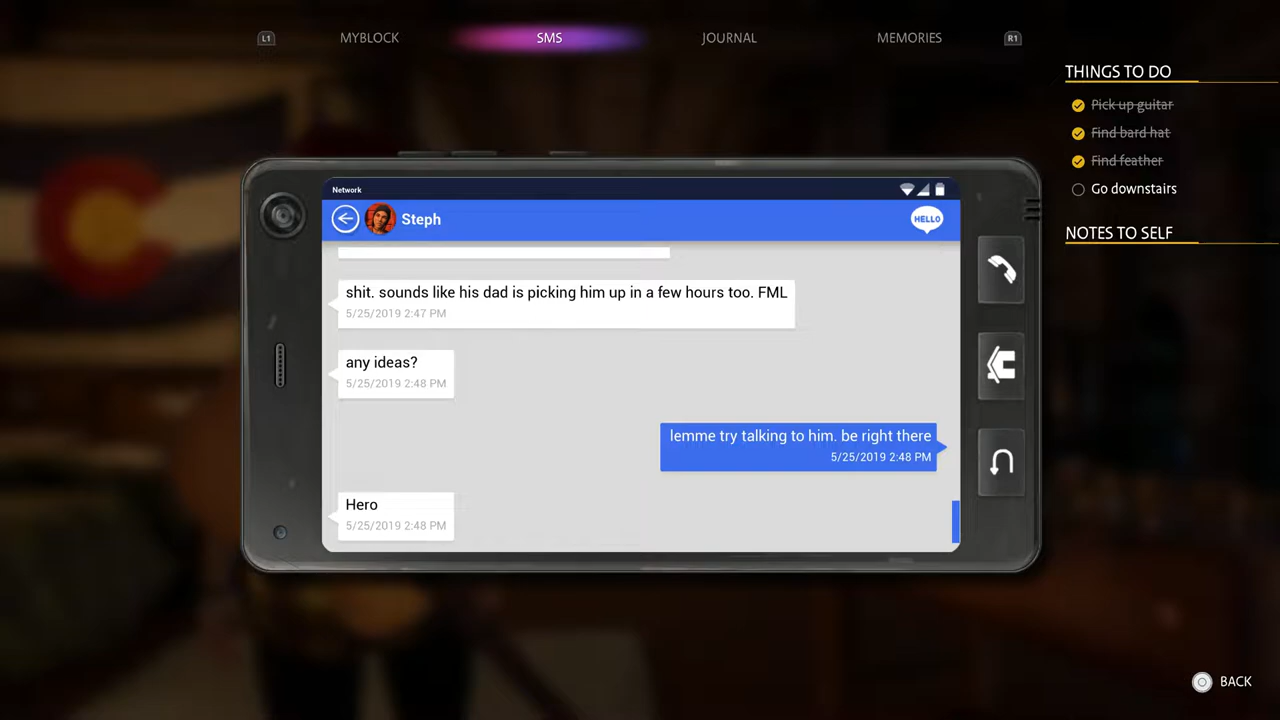 L1
MYBLOCK
SMS
JOURNAL
MEMORIES
R1
THINGS TO DO
Pick up guitar
Find bard hat
Find feather
Go downstairs
NOTES TO SELF
Network
Steph
HELLO
shit. sounds like his dad is picking him up in a few hours too. FML
5/25/2019 2:47 PM
any ideas?
5/25/2019 2:48 PM
lemme try talking to him. be right there
5/25/2019 2:48 PM
Hero
5/25/2019 2:48 PM
BACK